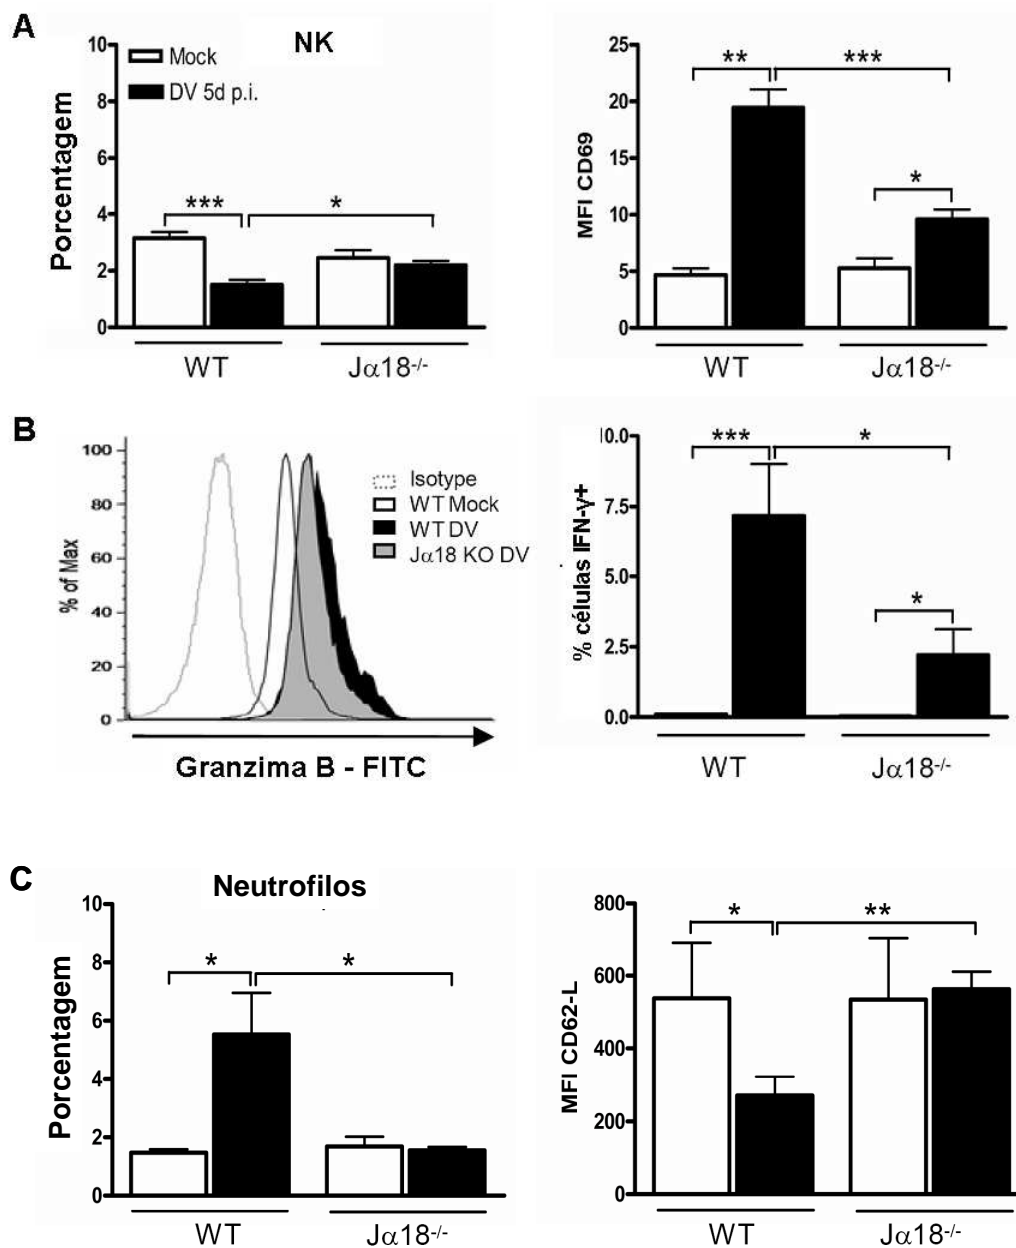 A
NK
Porcentagem
10
8
6
4
2
0
Mock
DV 5d p.i.
***
*
WT
Jα18-/-
MFI CD69
25
20
15
10
5
0
**
***
*
WT
Jα18-/-
B
% of Max
100
80
60
40
20
0
Isotype
WT Mock
WT DV
Jα18 KO DV
Granzima B - FITC
% células IFN-γ+
0.0
7.5
5.0
2.5
0.0
***
*
*
WT
Jα18-/-
C
Neutrofilos
Porcentagem
10
8
6
4
2
0
*
*
WT
Jα18-/-
MFI CD62-L
800
600
400
200
0
*
**
WT
Jα18-/-